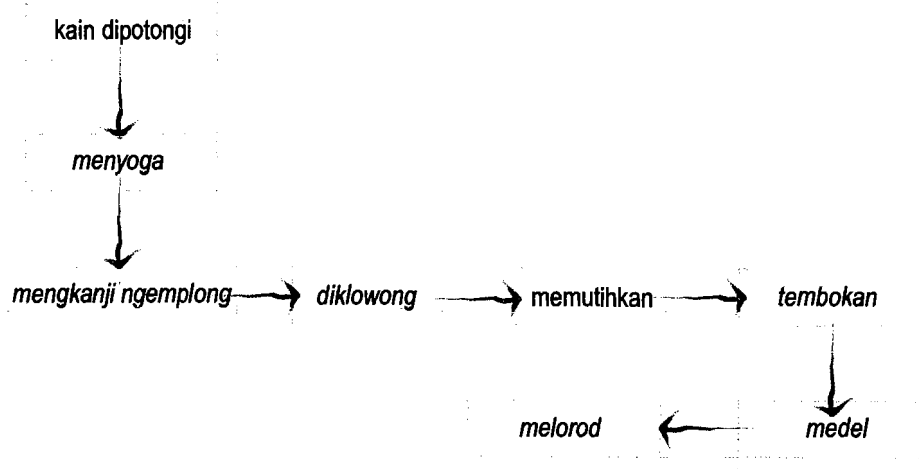 kain dipotongi
menyoga
mengkanji ngemplong
diklowong
memutihkan
tembokan
medel
melorod